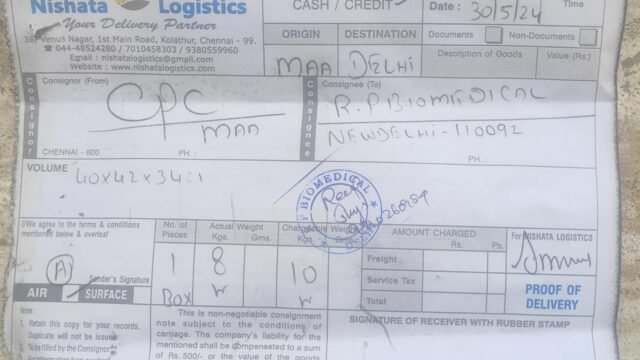 Nishata Logistics
Your Delivery Partner
36, Venus Nagar, 1st Main Road, Kolathur, Chennai - 99.
044-48524280 / 7010458303 / 9380559960
Email : nishatalogistics@gmail.com
Website : www.nishatalogistics.com
CASH / CREDIT
Date : 30/5/24 Time
ORIGIN DESTINATION
MAA DELHI
Documents Non-Documents
Description of Goods Value (Rs.)
Consignor
Consignor (From)
CPC
MAA
CHENNAI - 600 PH. :
Consignee
Consignee (To)
R.P BIOMEDICAL
NEWDELHI-110092
PH. :
VOLUME
40x42x34:1
BIOMEDICAL
I/We agree to the terms & conditions
mentioned below & overleaf
A
Sender's Signature
AIR SURFACE
No. of Pieces Actual Weight Kgs. Gms. Chargeable Weight Kgs. Gms.
1 8 10
BOX
AMOUNT CHARGED
Rs. Ps.
Freight
Service Tax
Total
For NISHATA LOGISTICS
PROOF OF
DELIVERY
Note :
1. Retain this copy for your records.
Duplicate will not be issued
To be filled by the Consignor
This is non-negotiable consignment
note subject to the conditions of
carriage. The company's liability for
mentioned shall be compensated to a sum
of Rs. 500/- or the value of the goods
SIGNATURE OF RECEIVER WITH RUBBER STAMP